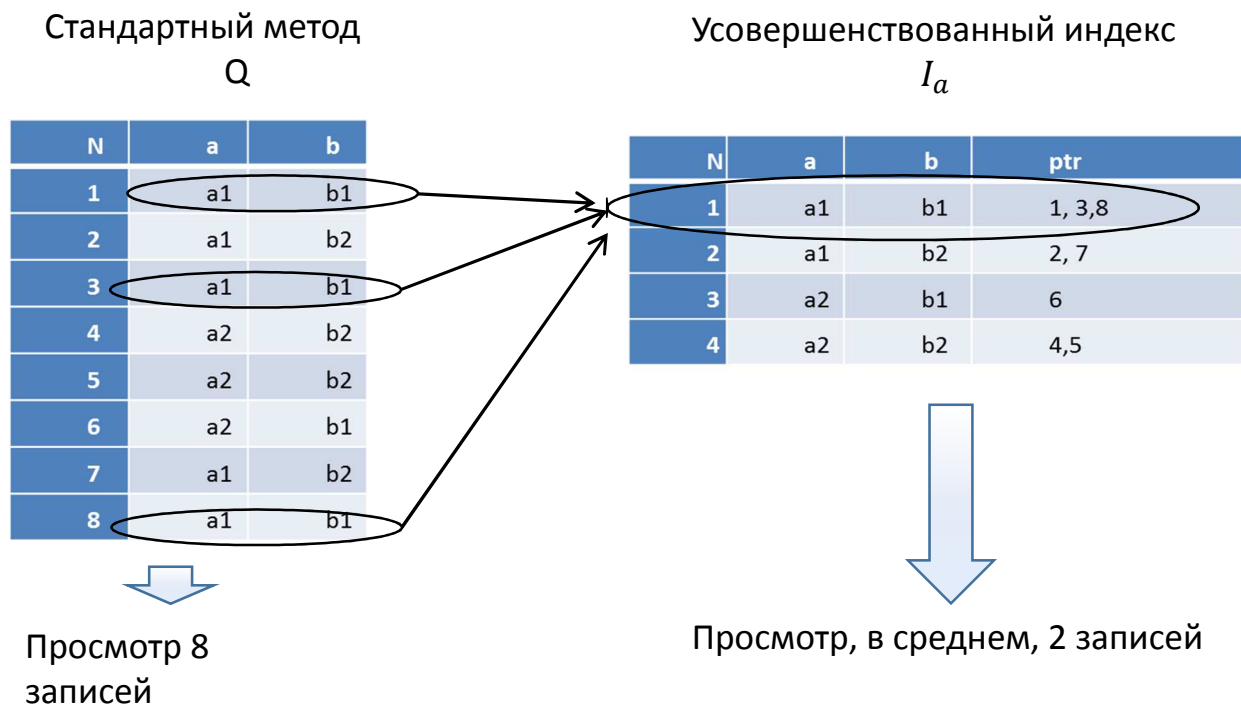 Стандартный метод
Q
N a b
1 a1 b1
2 a1 b2
3 a1 b1
4 a2 b2
5 a2 b2
6 a2 b1
7 a1 b2
8 a1 b1
Просмотр 8
записей
Усовершенствованный индекс
I_a
N a b ptr
1 a1 b1 1, 3,8
2 a1 b2 2, 7
3 a2 b1 6
4 a2 b2 4,5
Просмотр, в среднем, 2 записей